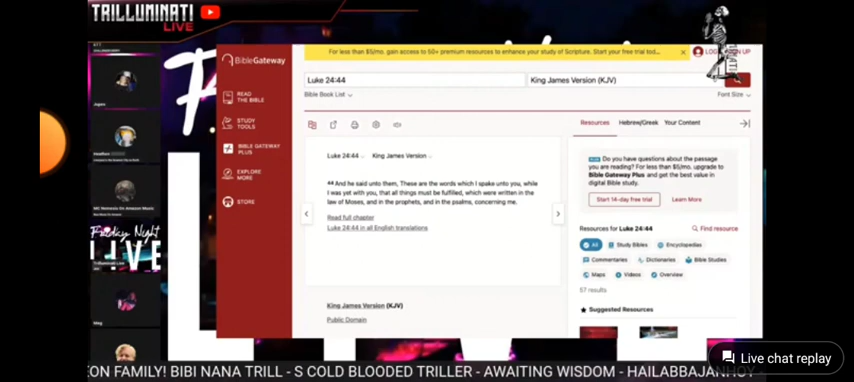 TRILLUMINATI
LIVE
BibleGateway
For less than $5/mo. gain access to 50+ premium resources to enhance your study of Scripture. Start your free trial tod...
Luke 24:44
King James Version (KJV)
Bible Book List
Font Size
READ
THE BIBLE
STUDY
TOOLS
BIBLE GATEWAY
PLUS
EXPLORE
MORE
STORE
Resources
Hebrew/Greek
Your Content
Luke 24:44
King James Version
44 And he said unto them, These are the words which I spake unto you, while
I was yet with you, that all things must be fulfilled, which were written in the
law of Moses, and in the prophets, and in the psalms, concerning me.
Read full chapter
Luke 24:44 in all English translations
PLUS Do you have questions about the passage
you are reading? For less than $5/mo. upgrade to
Bible Gateway Plus and get the best value in
digital Bible study.
Start 14-day free trial
Learn More
Resources for Luke 24:44
Find resource
All
Study Bibles
Encyclopedias
Commentaries
Dictionaries
Bible Studies
Maps
Videos
Overview
57 results
Suggested Resources
King James Version (KJV)
Public Domain
Friday Night
LIVE
Trilluminati Live
Meg
Live chat replay
EON FAMILY! BIBI NANA TRILL - S COLD BLOODED TRILLER - AWAITING WISDOM - HAILABBAJANHOY -